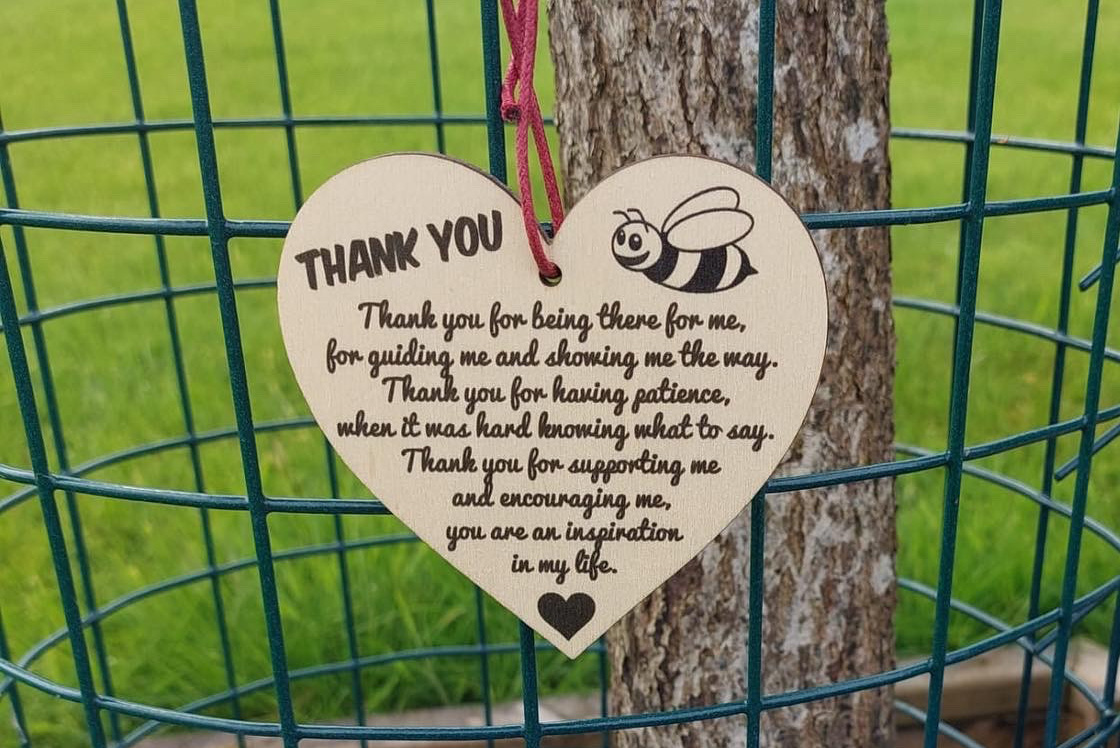 THANK YOU
Thank you for being there for me,
for guiding me and showing me the way.
Thank you for having patience,
when it was hard knowing what to say.
Thank you for supporting me
and encouraging me,
you are an inspiration
in my life.